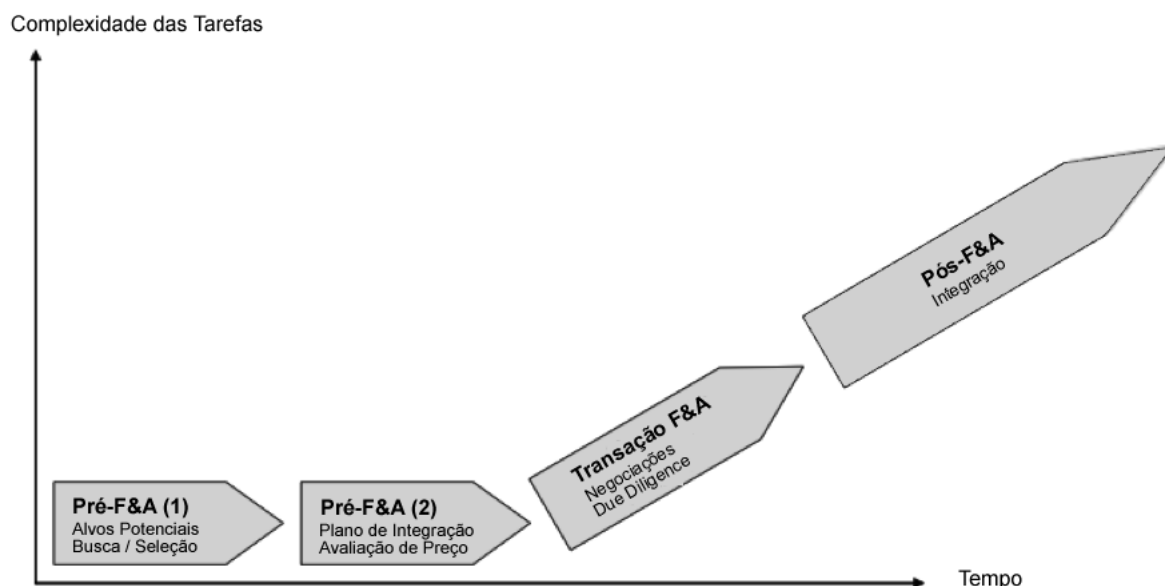 Complexidade das Tarefas
Pré-F&A (1)
Alvos Potenciais
Busca / Seleção
Pré-F&A (2)
Plano de Integração
Avaliação de Preço
Transação F&A
Negociações
Due Diligence
Pós-F&A
Integração
Tempo